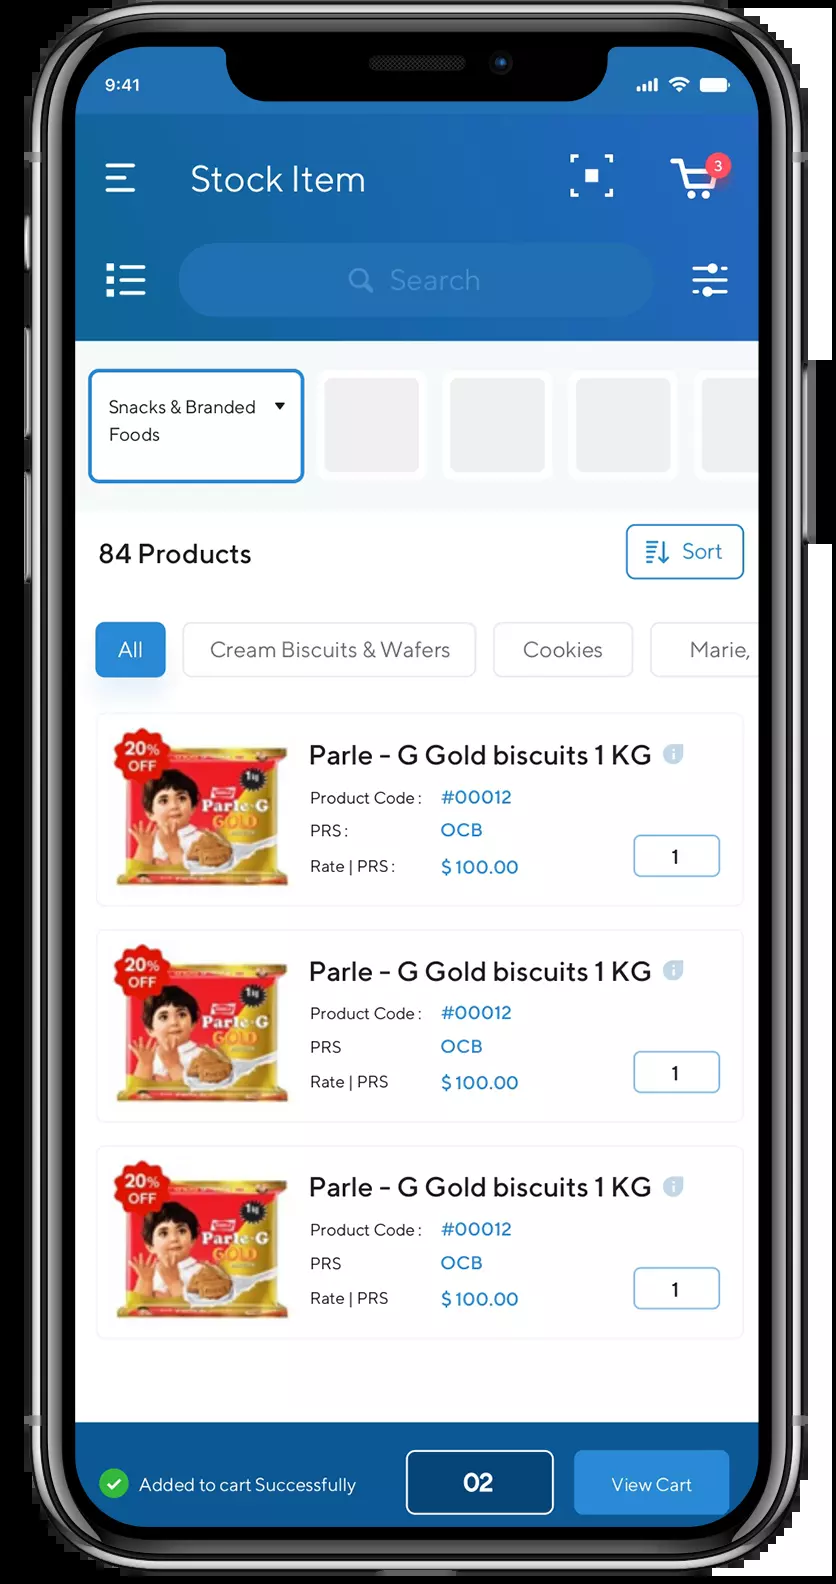 9:41
Stock Item
3
Search
Snacks & Branded
Foods
84 Products
Sort
All
Cream Biscuits & Wafers
Cookies
Marie,
20%
OFF
1kg
PARLE
Parle-G
GOLD
Parle - G Gold biscuits 1 KG
Product Code : #00012
PRS : OCB
Rate | PRS : $ 100.00
1
20%
OFF
1kg
PARLE
Parle-G
GOLD
Parle - G Gold biscuits 1 KG
Product Code : #00012
PRS OCB
Rate | PRS $ 100.00
1
20%
OFF
1kg
PARLE
Parle-G
GOLD
Parle - G Gold biscuits 1 KG
Product Code : #00012
PRS OCB
Rate | PRS $ 100.00
1
Added to cart Successfully
02
View Cart